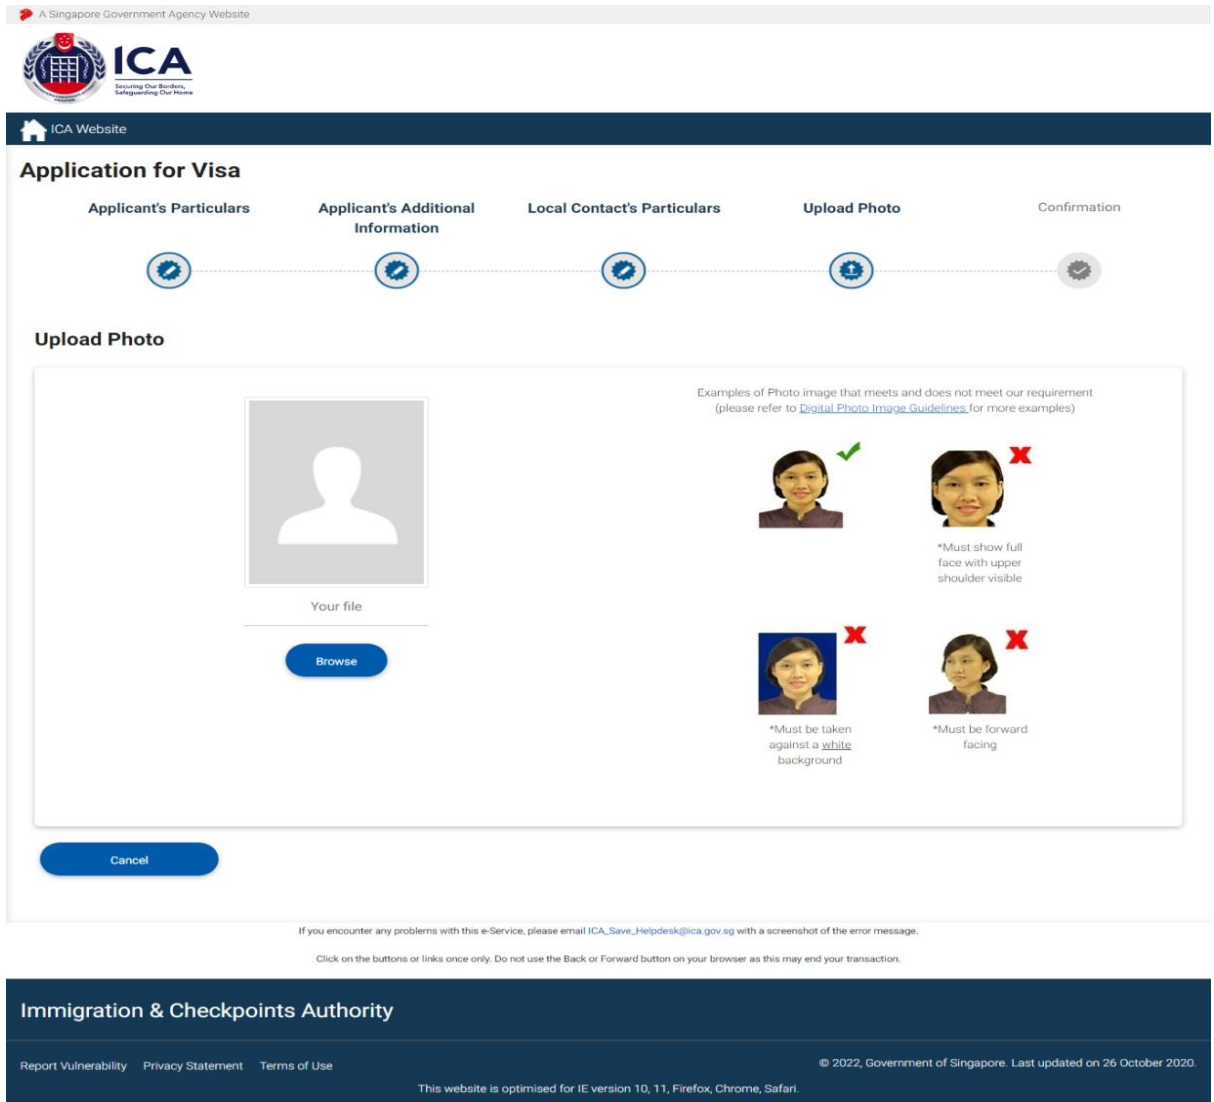 A Singapore Government Agency Website
ICA
Securing Our Borders,
Safeguarding Our Home
ICA Website
Application for Visa
Applicant's Particulars
Applicant's Additional
Information
Local Contact's Particulars
Upload Photo
Confirmation
Upload Photo
Your file
Browse
Examples of Photo image that meets and does not meet our requirement
(please refer to Digital Photo Image Guidelines for more examples)
*Must show full
face with upper
shoulder visible
*Must be taken
against a white
background
*Must be forward
facing
Cancel
If you encounter any problems with this e-Service, please email ICA_Save_Helpdesk@ica.gov.sg with a screenshot of the error message.
Click on the buttons or links once only. Do not use the Back or Forward button on your browser as this may end your transaction.
Immigration & Checkpoints Authority
Report Vulnerability Privacy Statement Terms of Use
© 2022, Government of Singapore. Last updated on 26 October 2020.
This website is optimised for IE version 10, 11, Firefox, Chrome, Safari.